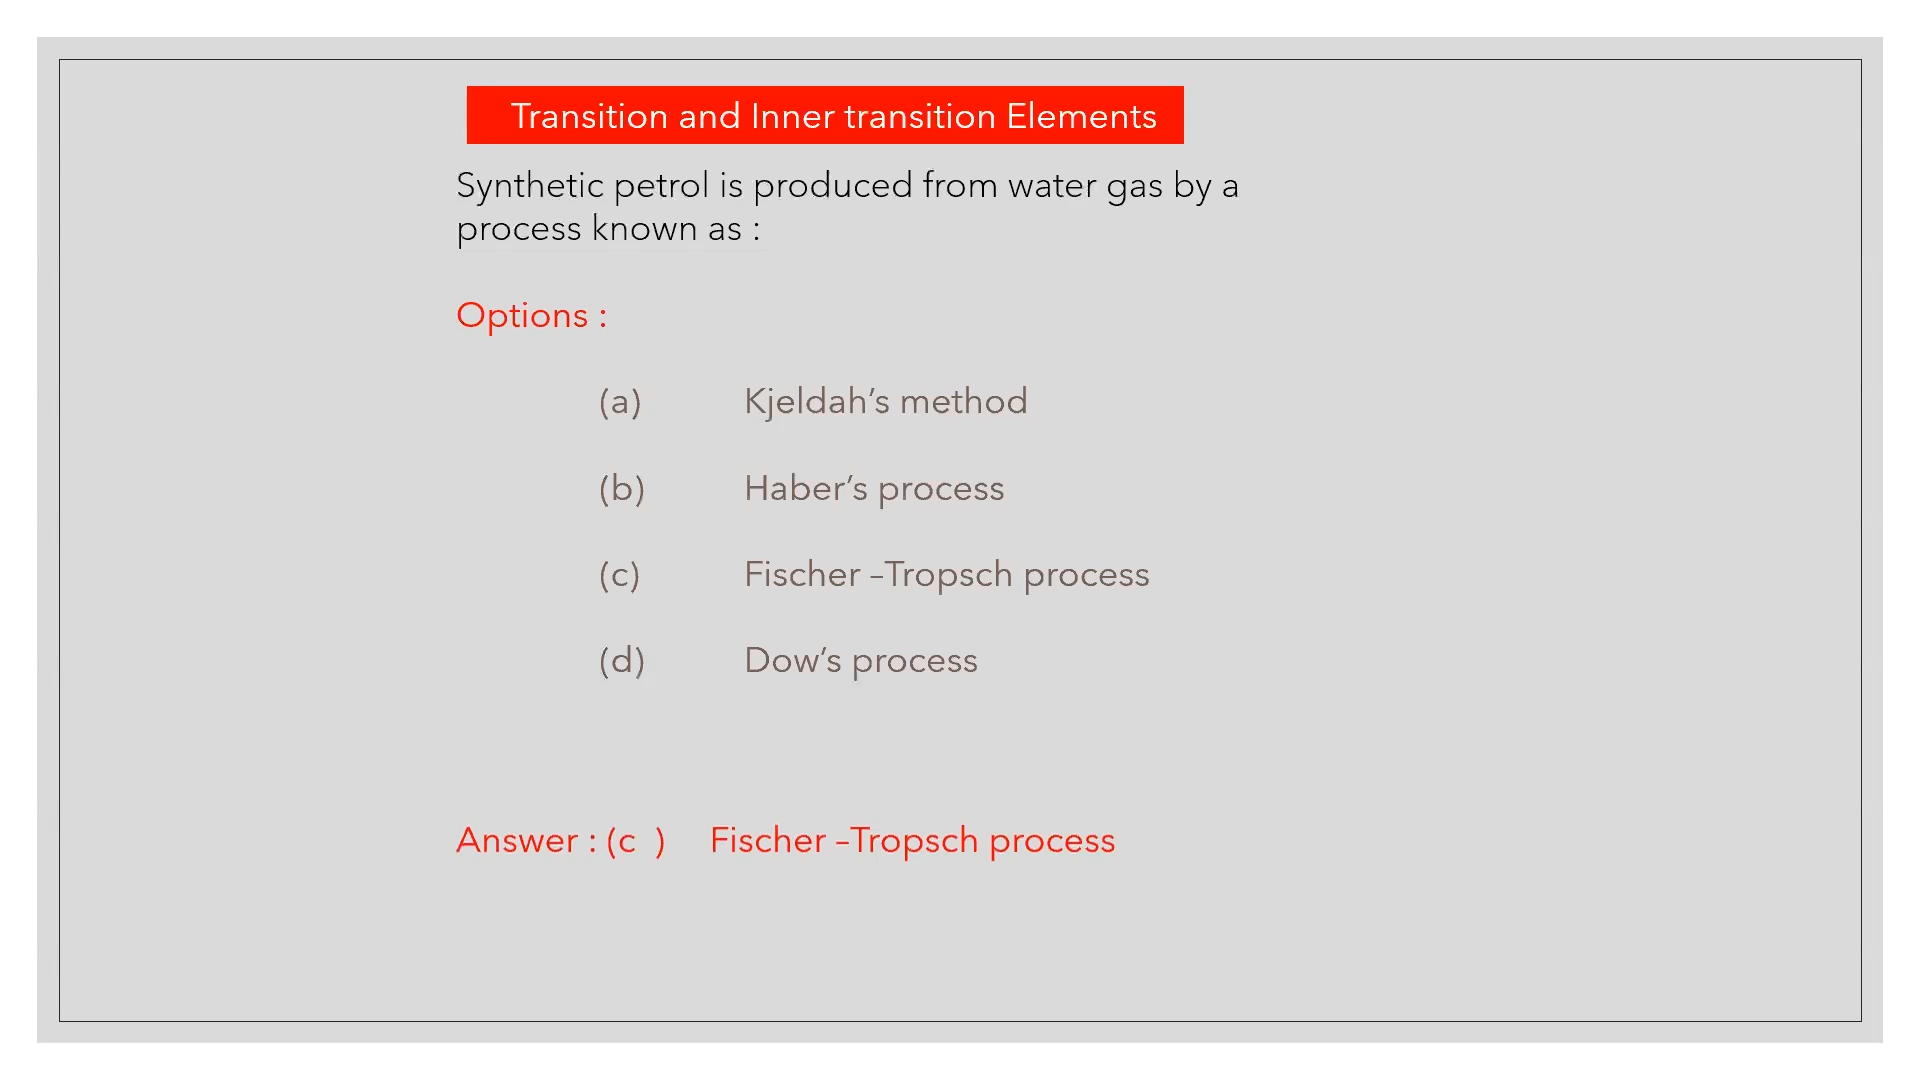 Transition and Inner transition Elements
Synthetic petrol is produced from water gas by a
process known as :
Options :
(a) Kjeldah’s method
(b) Haber’s process
(c) Fischer –Tropsch process
(d) Dow’s process
Answer : (c  ) Fischer –Tropsch process